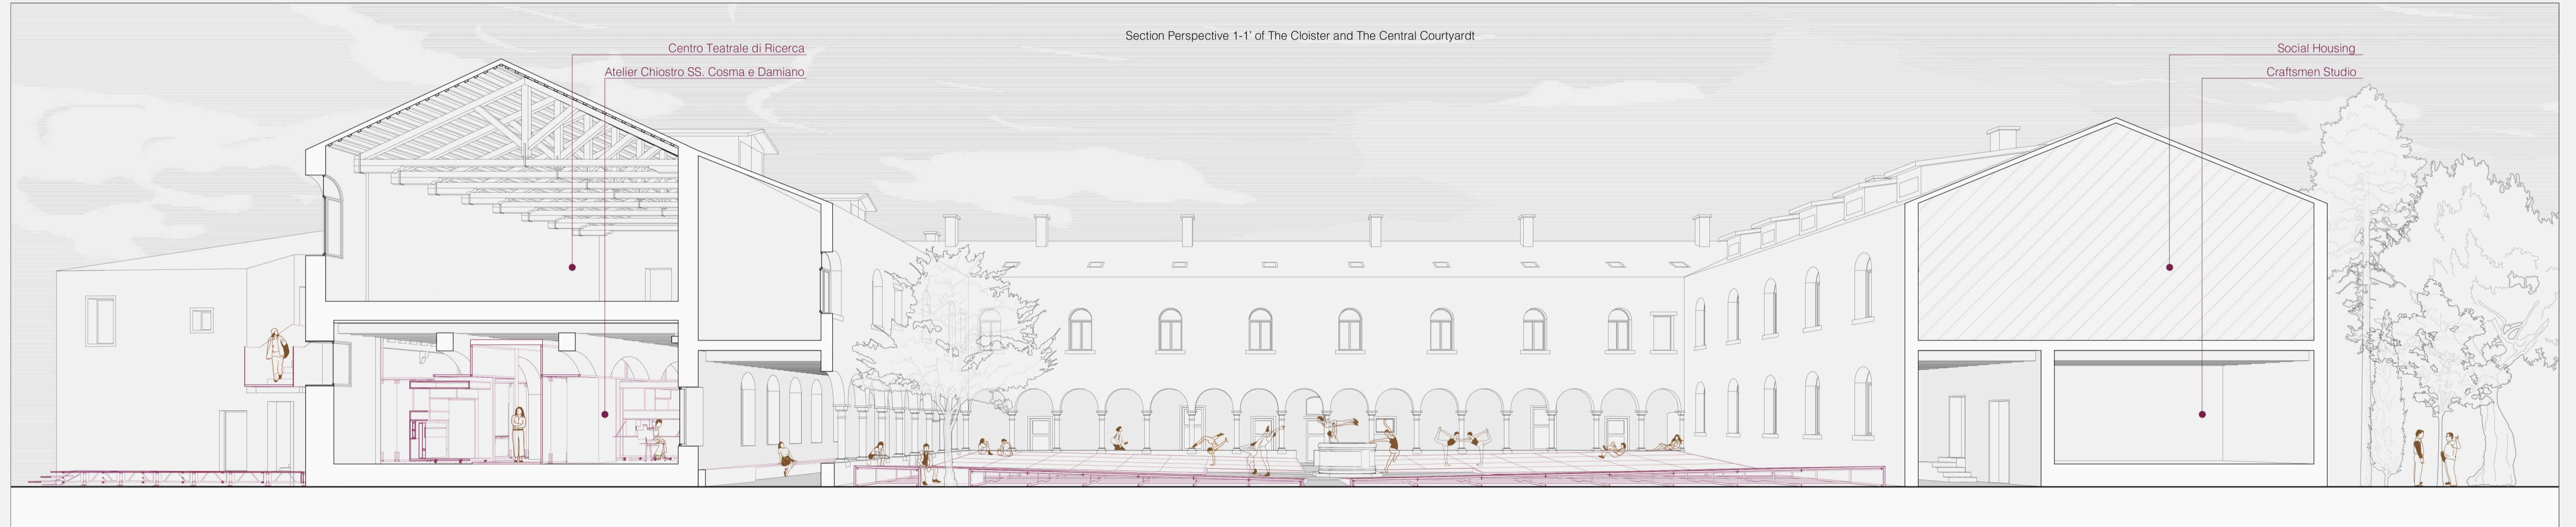 Section Perspective 1-1' of The Cloister and The Central Courtyardt
Centro Teatrale di Ricerca
Atelier Chiostro SS. Cosma e Damiano
Social Housing
Craftsmen Studio